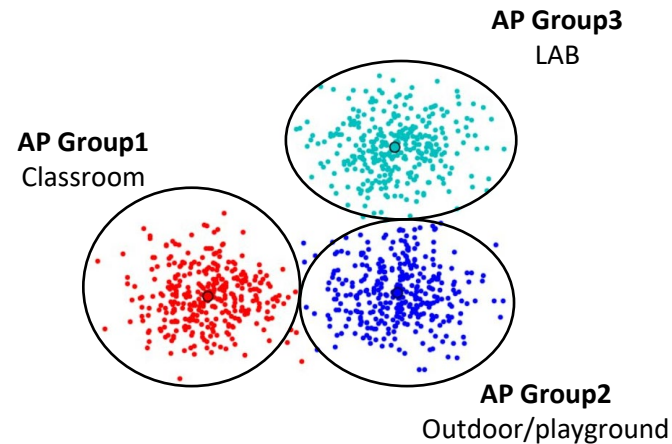 AP Group3
LAB
AP Group1
Classroom
AP Group2
Outdoor/playground